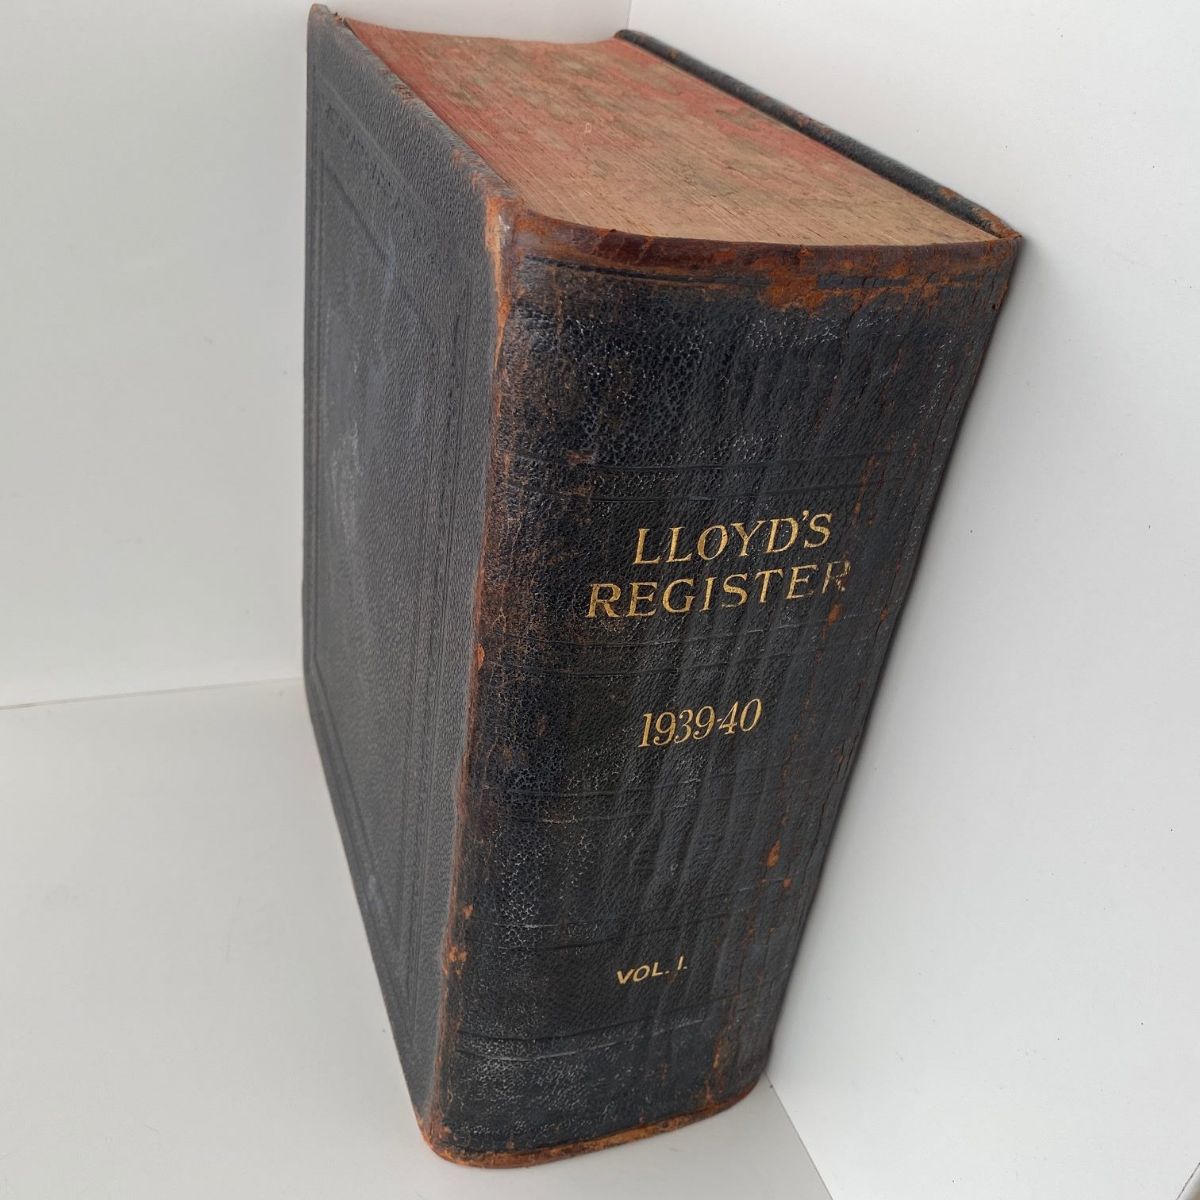 LLOYD'S
REGISTER
1939-40
VOL. I.